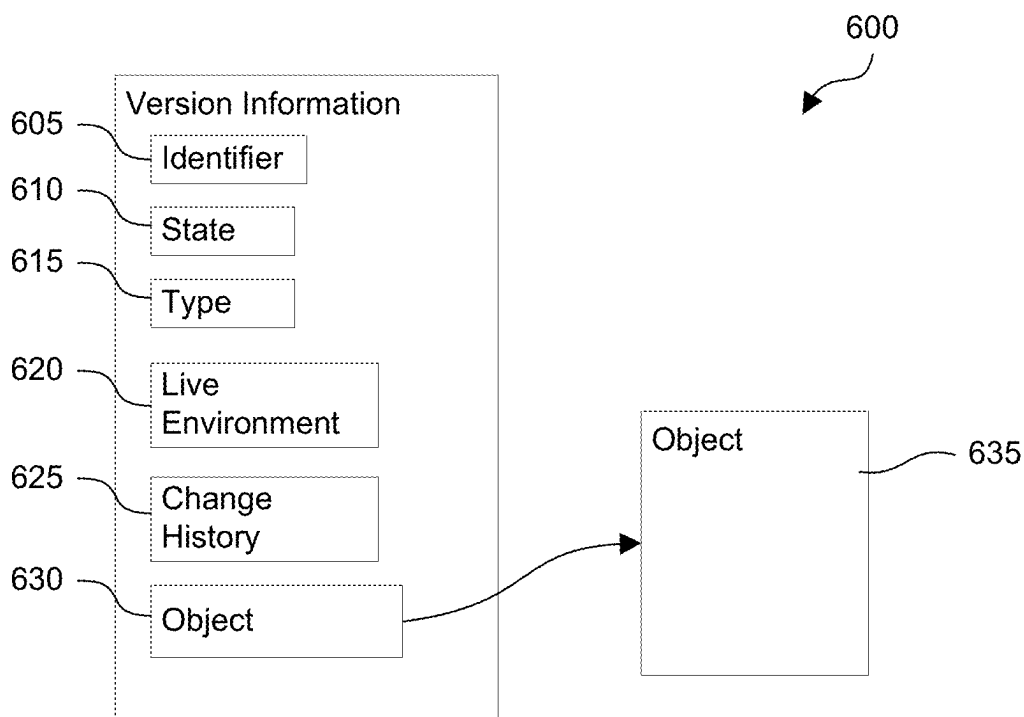 600
Version Information
605
Identifier
610
State
615
Type
620
Live
Environment
625
Change
History
630
Object
Object
635